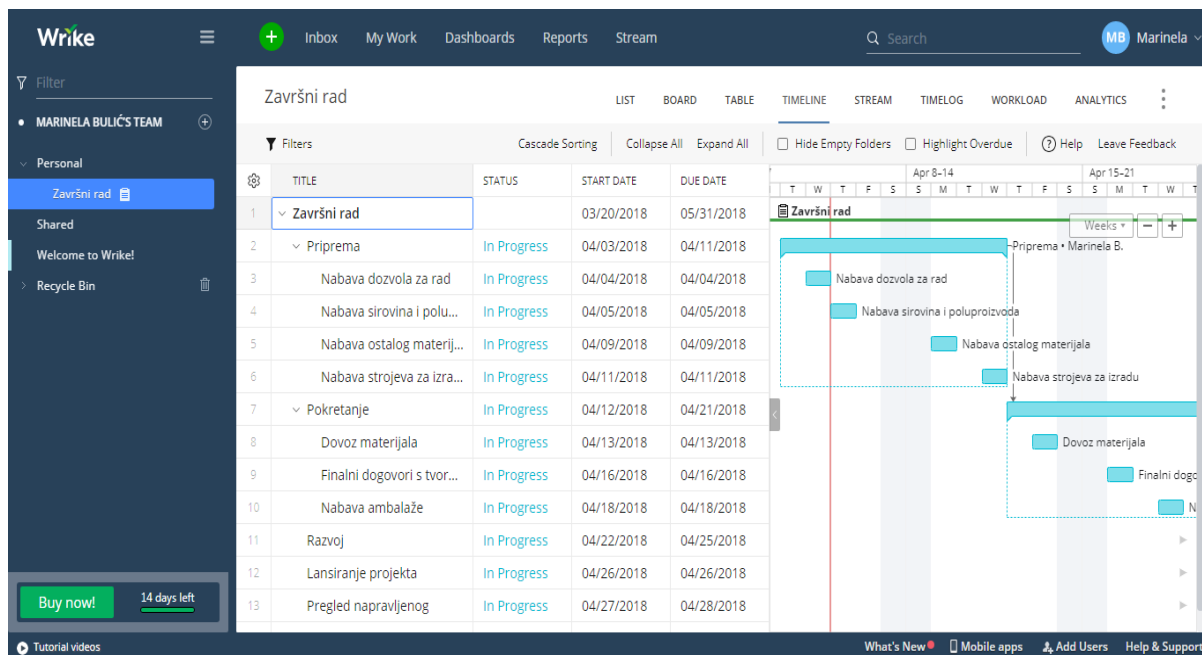 Wrike
Inbox My Work Dashboards Reports Stream
Search
MB Marinela
Filter
MARINELA BULIĆ'S TEAM
Personal
Završni rad
Shared
Welcome to Wrike!
Recycle Bin
Buy now! 14 days left
Tutorial videos
Završni rad
LIST BOARD TABLE TIMELINE STREAM TIMELOG WORKLOAD ANALYTICS
Filters Cascade Sorting Collapse All Expand All Hide Empty Folders Highlight Overdue Help Leave Feedback
TITLE STATUS START DATE DUE DATE
1 Završni rad 03/20/2018 05/31/2018
2 Priprema In Progress 04/03/2018 04/11/2018
3 Nabava dozvola za rad In Progress 04/04/2018 04/04/2018
4 Nabava sirovina i polu... In Progress 04/05/2018 04/05/2018
5 Nabava ostalog materij... In Progress 04/09/2018 04/09/2018
6 Nabava strojeva za izra... In Progress 04/11/2018 04/11/2018
7 Pokretanje In Progress 04/12/2018 04/21/2018
8 Dovoz materijala In Progress 04/13/2018 04/13/2018
9 Finalni dogovori s tvor... In Progress 04/16/2018 04/16/2018
10 Nabava ambalaže In Progress 04/18/2018 04/18/2018
11 Razvoj In Progress 04/22/2018 04/25/2018
12 Lansiranje projekta In Progress 04/26/2018 04/26/2018
13 Pregled napravljenog In Progress 04/27/2018 04/28/2018
Apr 8-14 Apr 15-21
T W T F S S M T W T F S S M T W T
Završni rad
Weeks
Priprema • Marinela B.
Nabava dozvola za rad
Nabava sirovina i poluproizvoda
Nabava ostalog materijala
Nabava strojeva za izradu
Dovoz materijala
Finalni dogo
N
What's New Mobile apps Add Users Help & Support